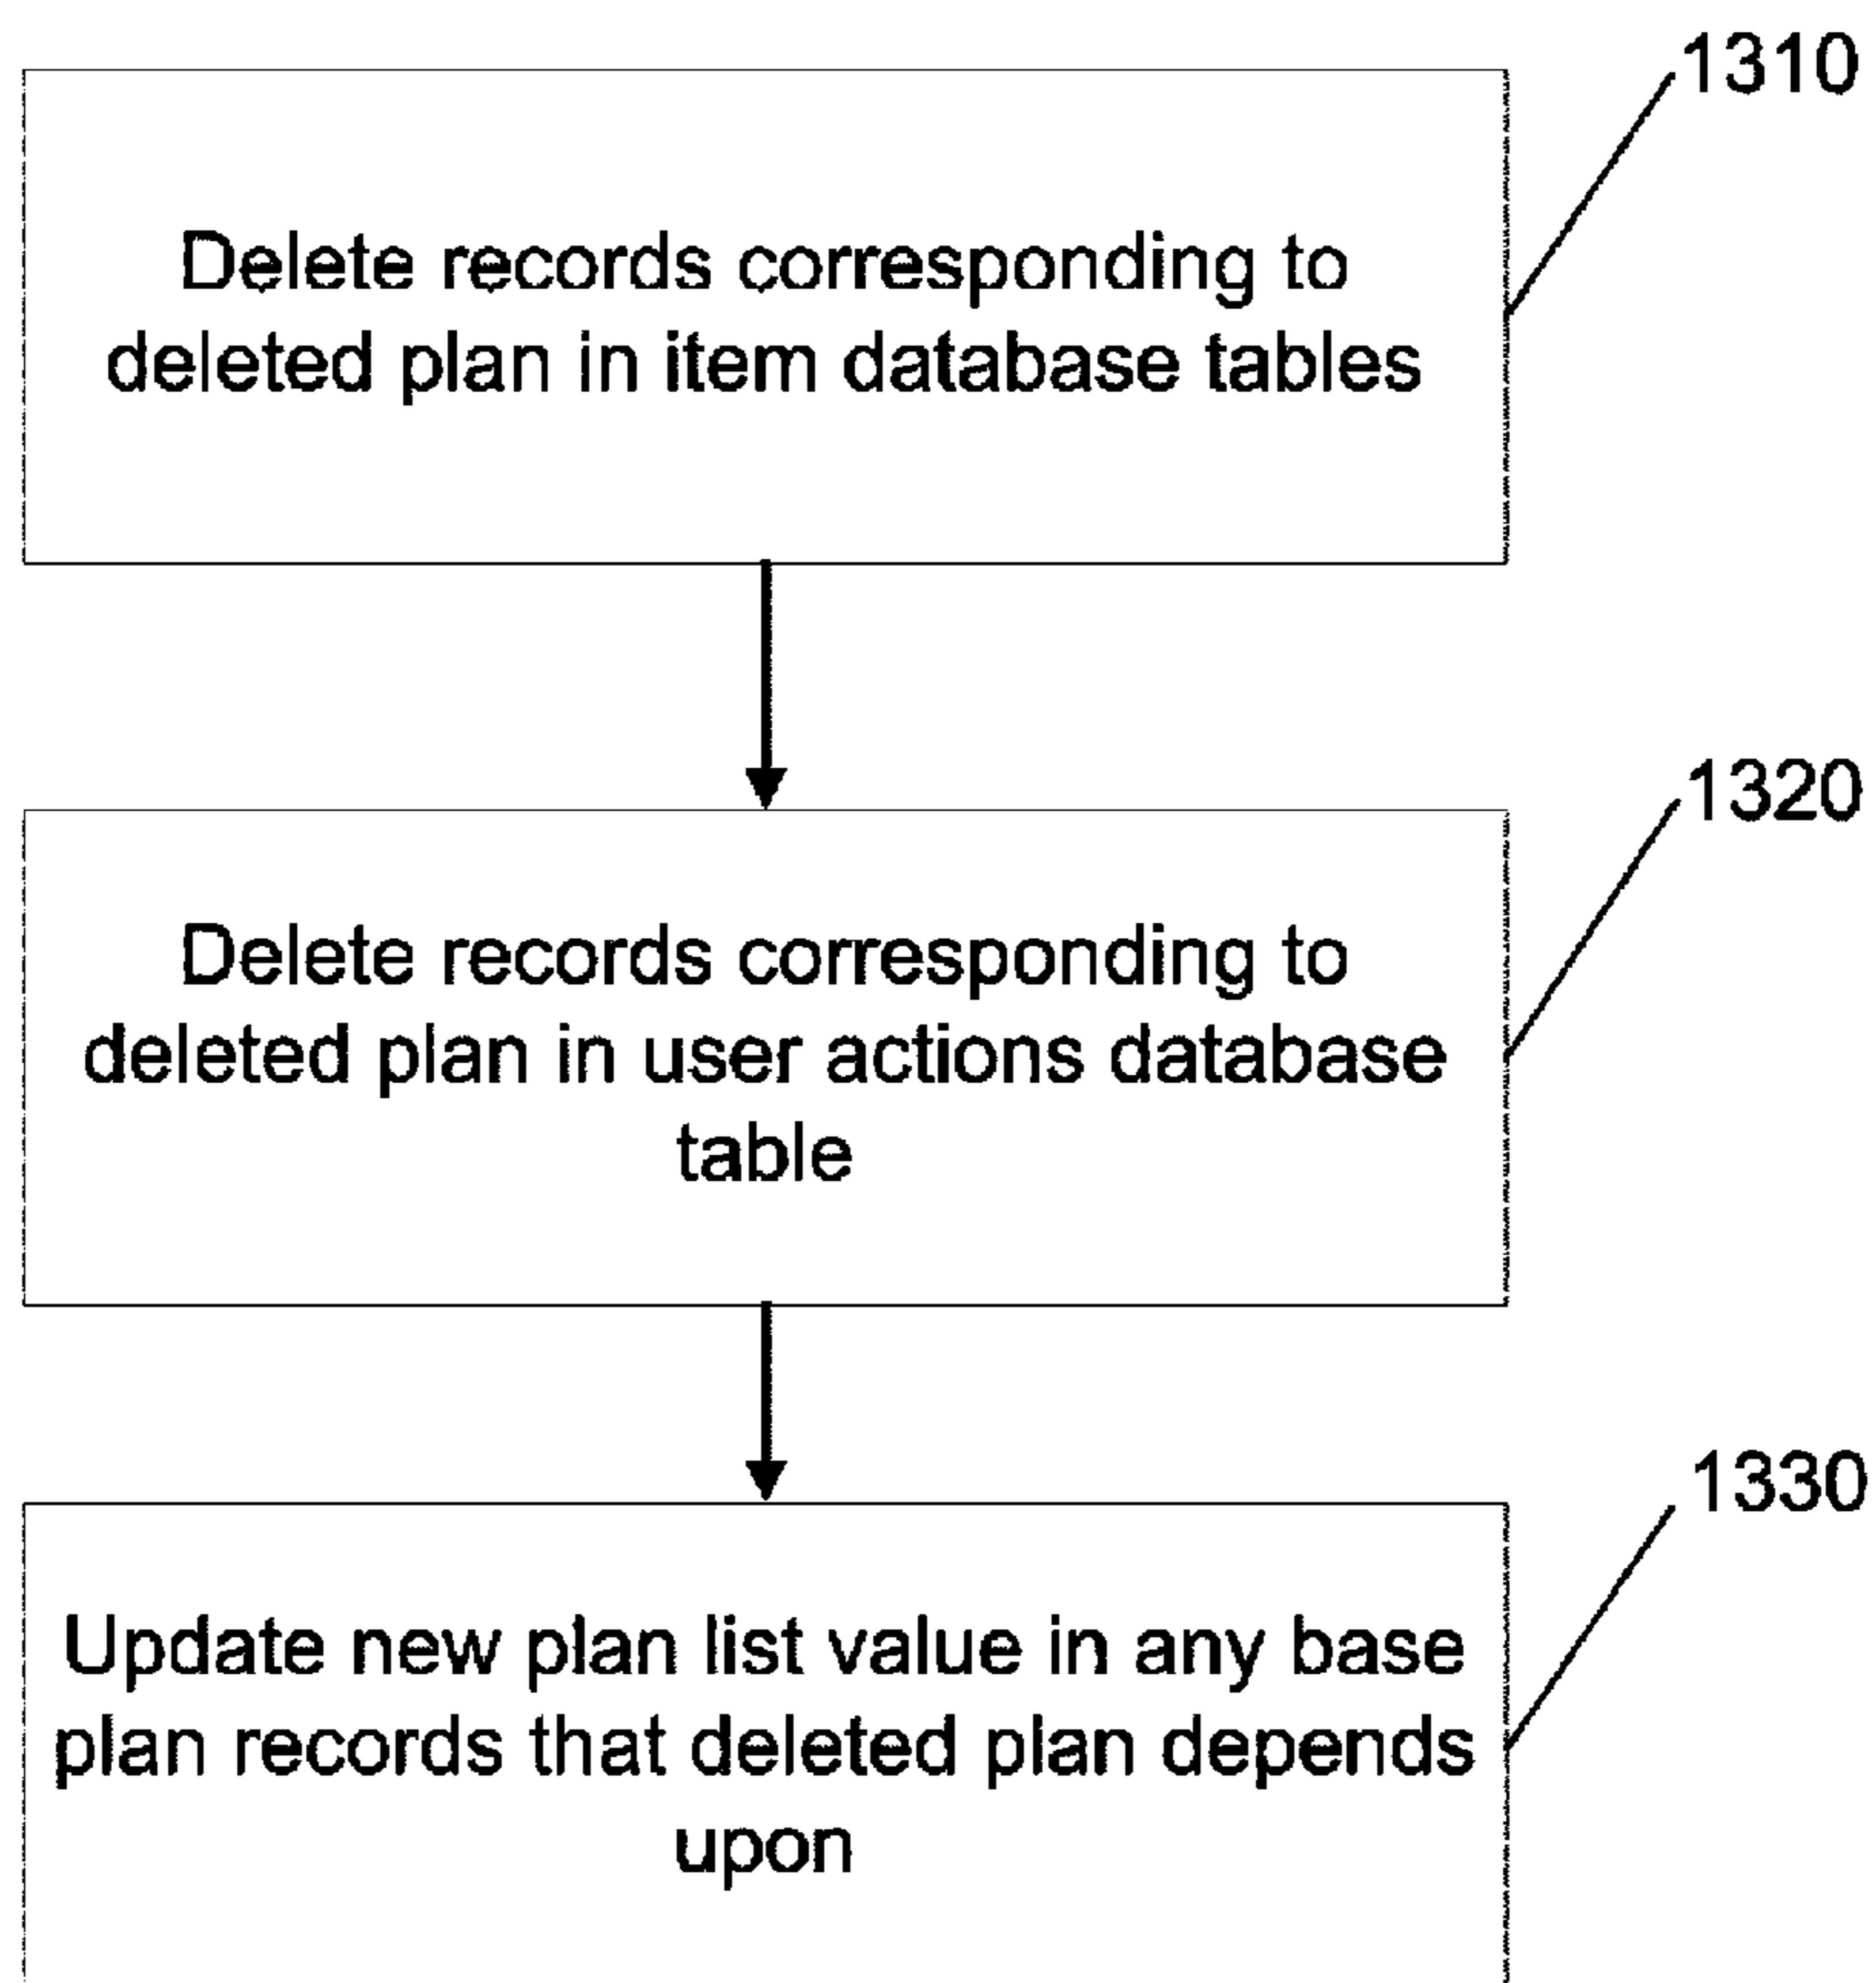 1310
Delete records corresponding to
deleted plan in item database tables
1320
Delete records corresponding to
deleted plan in user actions database
table
1330
Update new plan list value in any base
plan records that deleted plan depends
upon